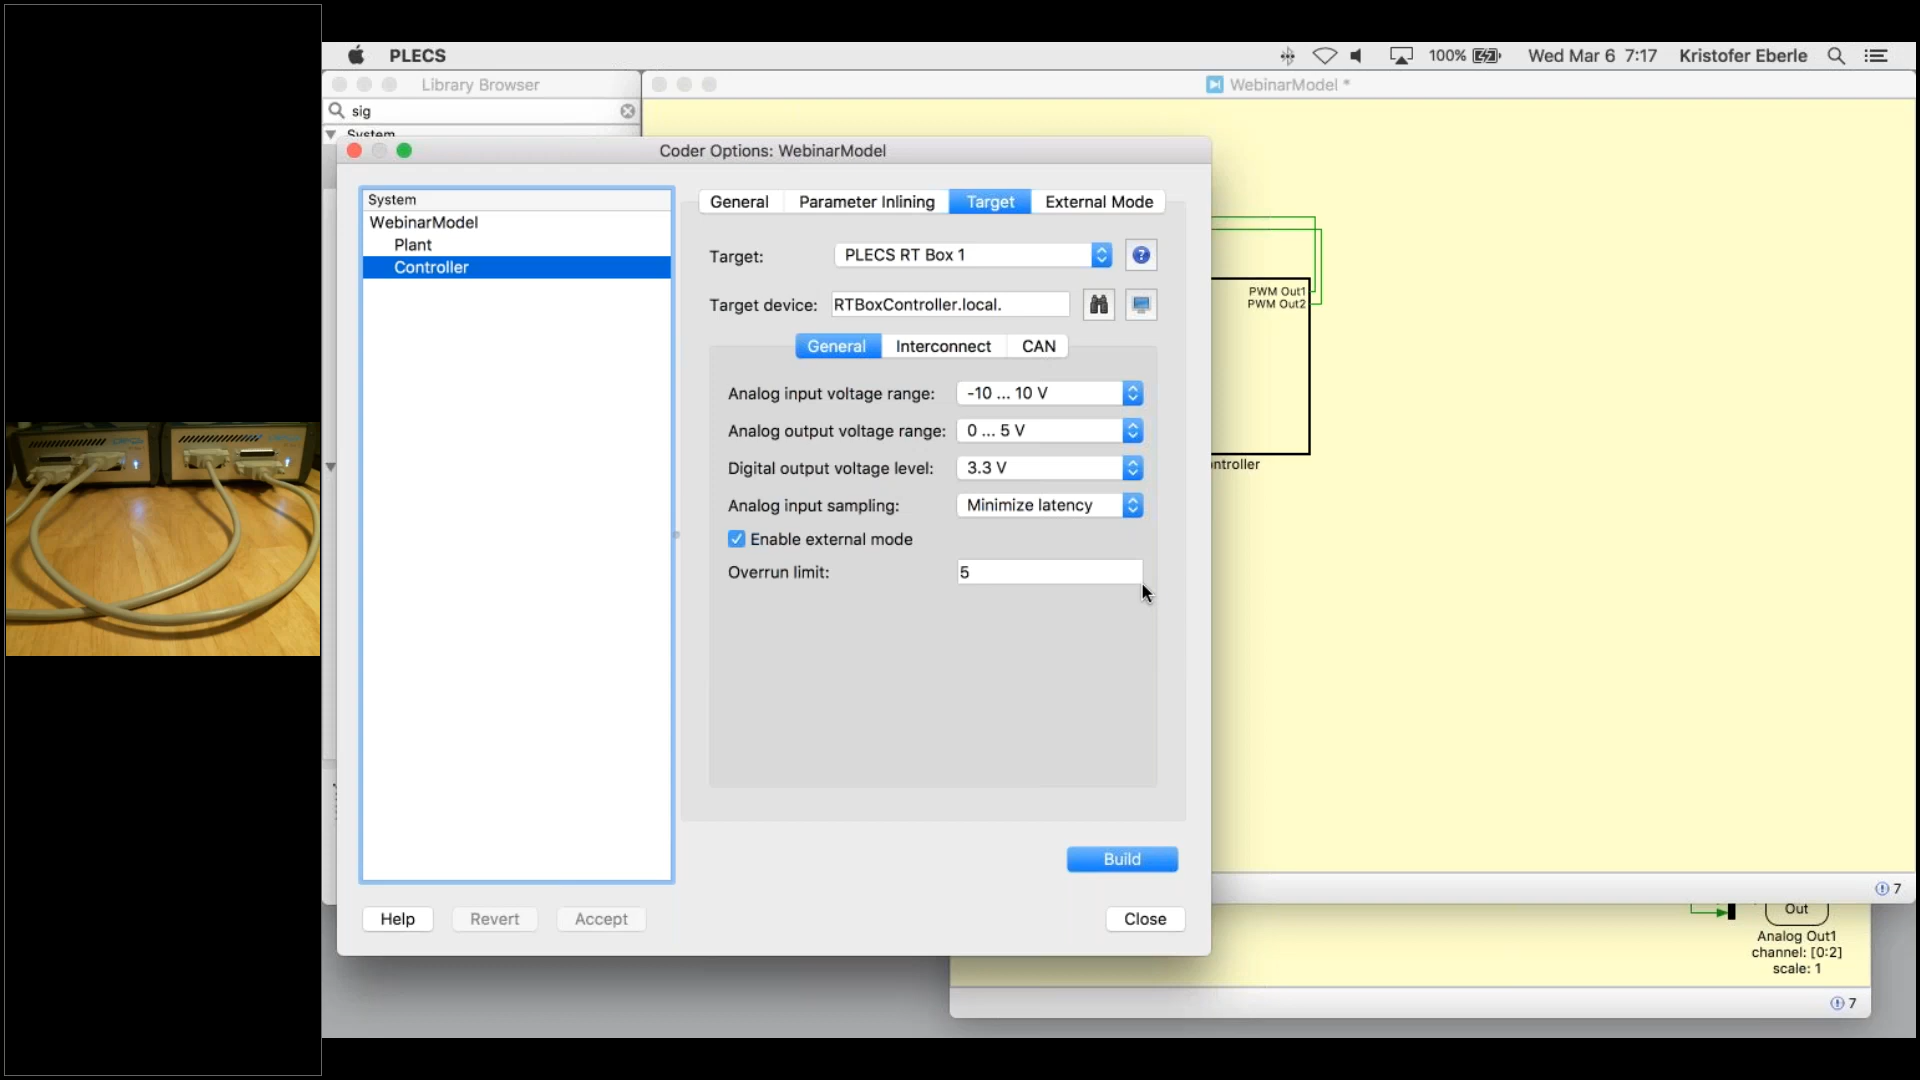 PLECS
100%
Wed Mar 6 7:17
Kristofer Eberle
Library Browser
WebinarModel *
sig
System
Coder Options: WebinarModel
System
WebinarModel
Plant
Controller
General
Parameter Inlining
Target
External Mode
Target:
PLECS RT Box 1
Target device:
RTBoxController.local.
General
Interconnect
CAN
Analog input voltage range:
-10 ... 10 V
Analog output voltage range:
0 ... 5 V
Digital output voltage level:
3.3 V
Analog input sampling:
Minimize latency
Enable external mode
Overrun limit:
5
Build
Help
Revert
Accept
Close
PWM Out1
PWM Out2
ntroller
7
Out
Analog Out1
channel: [0:2]
scale: 1
7